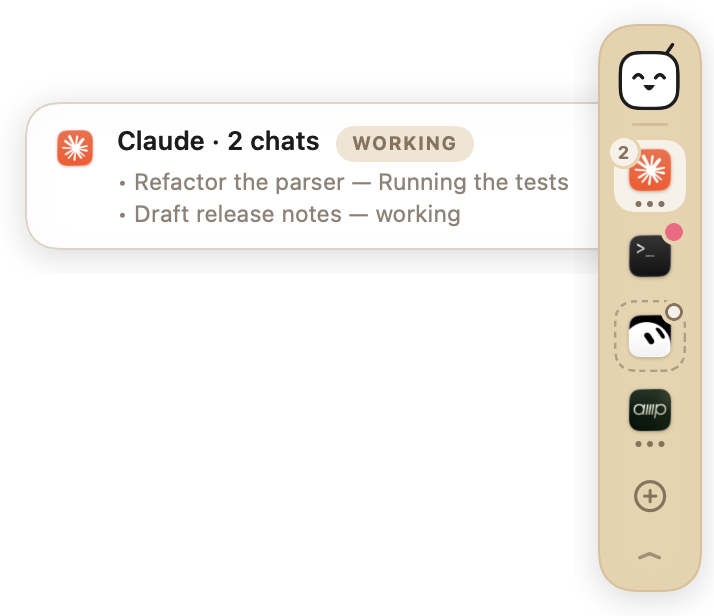 Claude · 2 chats WORKING
• Refactor the parser — Running the tests
• Draft release notes — working
2
>_
amp